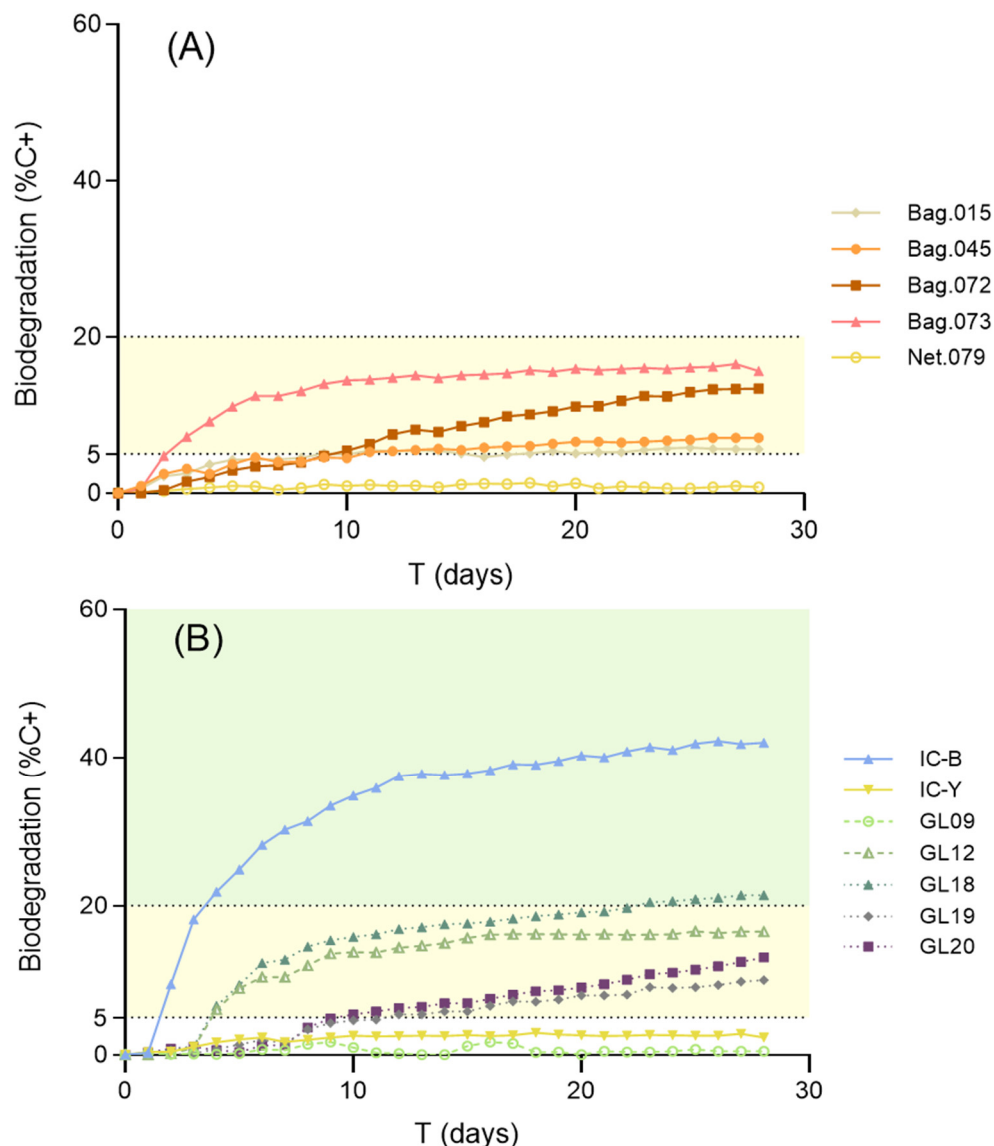 (A)
60
40
20
5
0
Biodegradation (%C+)
0
10
20
30
T (days)
Bag.015
Bag.045
Bag.072
Bag.073
Net.079
(B)
60
40
20
5
0
Biodegradation (%C+)
0
10
20
30
T (days)
IC-B
IC-Y
GL09
GL12
GL18
GL19
GL20